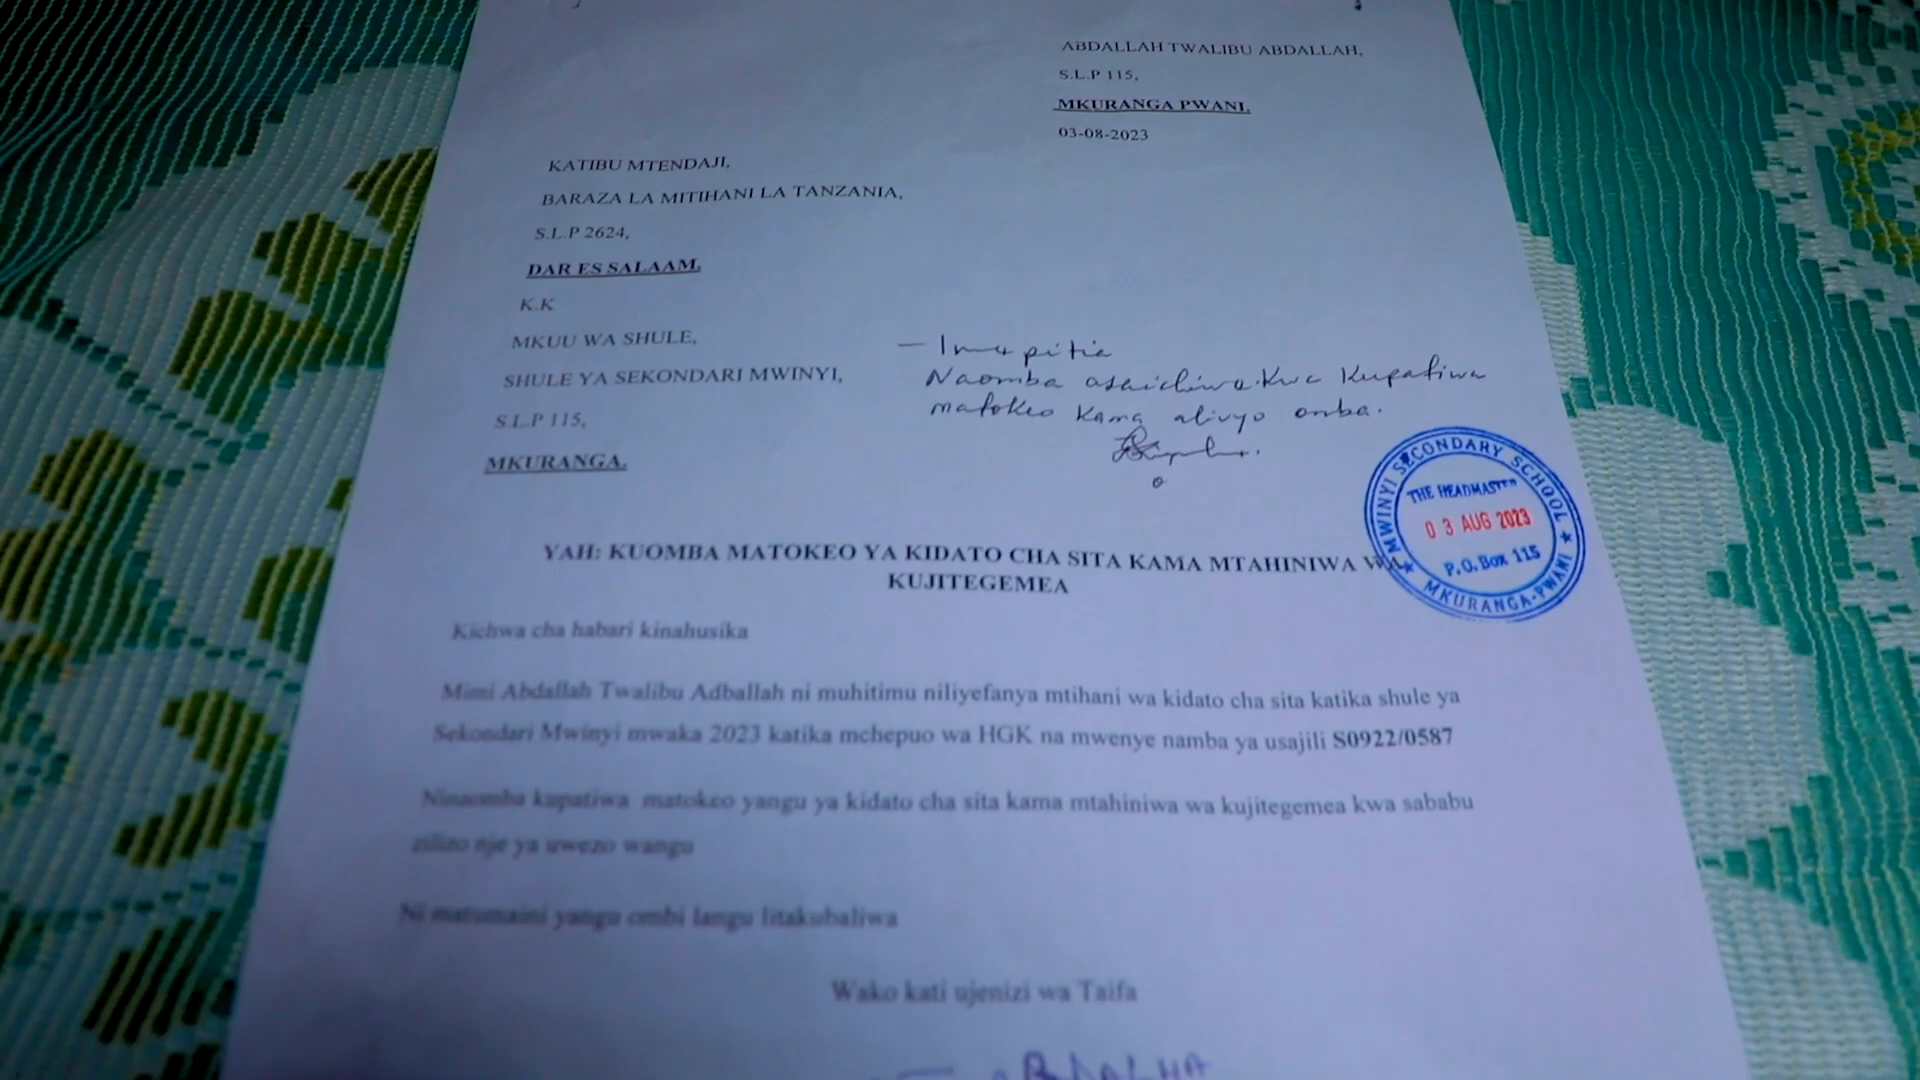 ABDALLAH TWALIBU ABDALLAH,
S.L.P 115,
MKURANGA PWANI.
03-08-2023
KATIBU MTENDAJI,
BARAZA LA MITIHANI LA TANZANIA,
S.L.P 2624,
DAR ES SALAAM.
K.K
MKUU WA SHULE,
SHULE YA SEKONDARI MWINYI,
S.L.P 115,
MKURANGA.
– Imepitia
Naomba asaidiwe kwa kupatiwa
matokeo kama alivyo omba.
MWINYI SECONDARY SCHOOL
THE HEADMASTER
03 AUG 2023
P.O.Box 115
MKURANGA-PWANI
YAH: KUOMBA MATOKEO YA KIDATO CHA SITA KAMA MTAHINIWA WA
KUJITEGEMEA
Kichwa cha habari kinahusika
Mimi Abdallah Twalibu Adballah ni muhitimu niliyefanya mtihani wa kidato cha sita katika shule ya
Sekondari Mwinyi mwaka 2023 katika mchepuo wa HGK na mwenye namba ya usajili S0922/0587
Ninaomba kupatiwa matokeo yangu ya kidato cha sita kama mtahiniwa wa kujitegemea kwa sababu
zilizo nje ya uwezo wangu
Ni matumaini yangu ombi langu litakubaliwa
Wako kati ujenizi wa Taifa